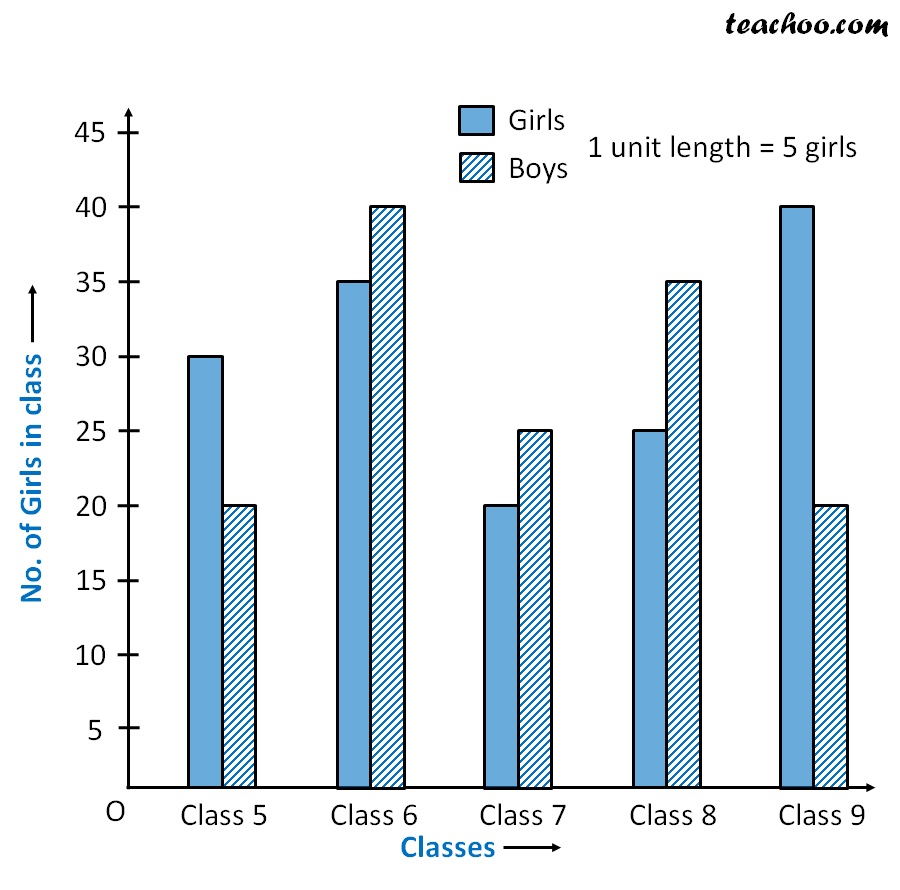 teachoo.com
Girls
Boys
1 unit length = 5 girls
45
40
35
30
25
20
15
10
5
No. of Girls in class
O
Class 5
Class 6
Class 7
Class 8
Class 9
Classes